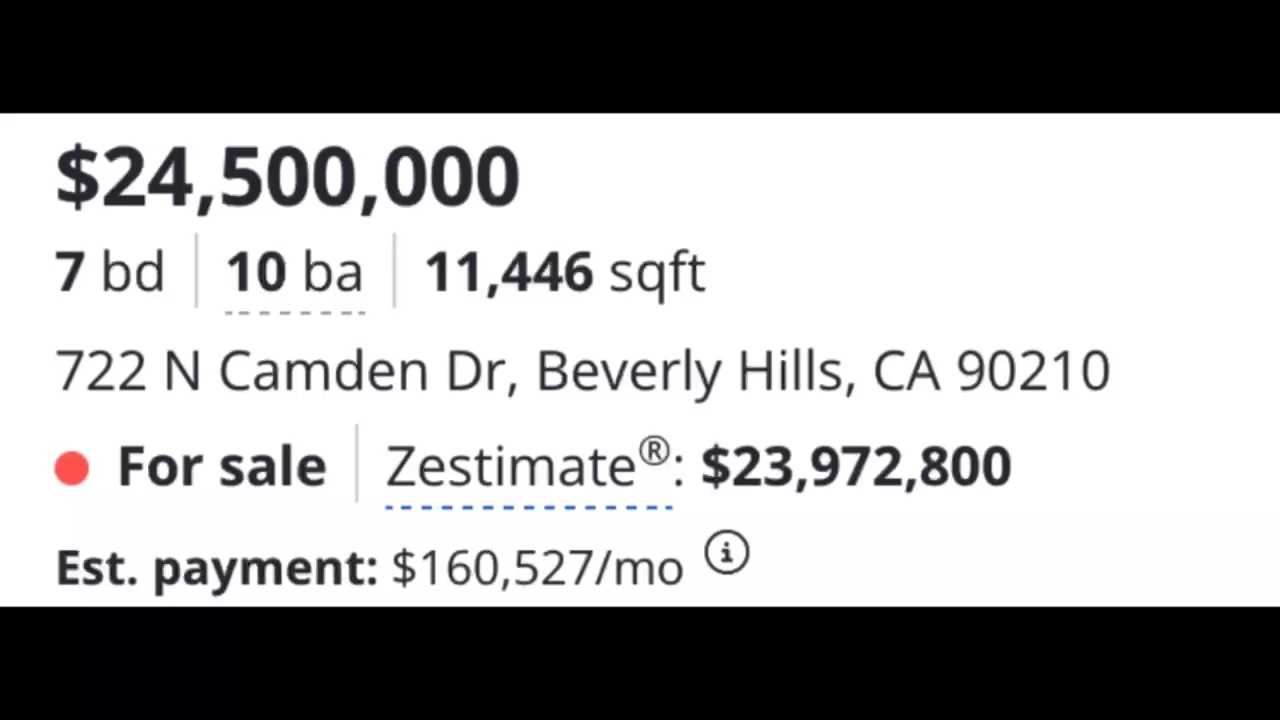 $24,500,000
7 bd 10 ba 11,446 sqft
722 N Camden Dr, Beverly Hills, CA 90210
For sale Zestimate®: $23,972,800
Est. payment: $160,527/mo